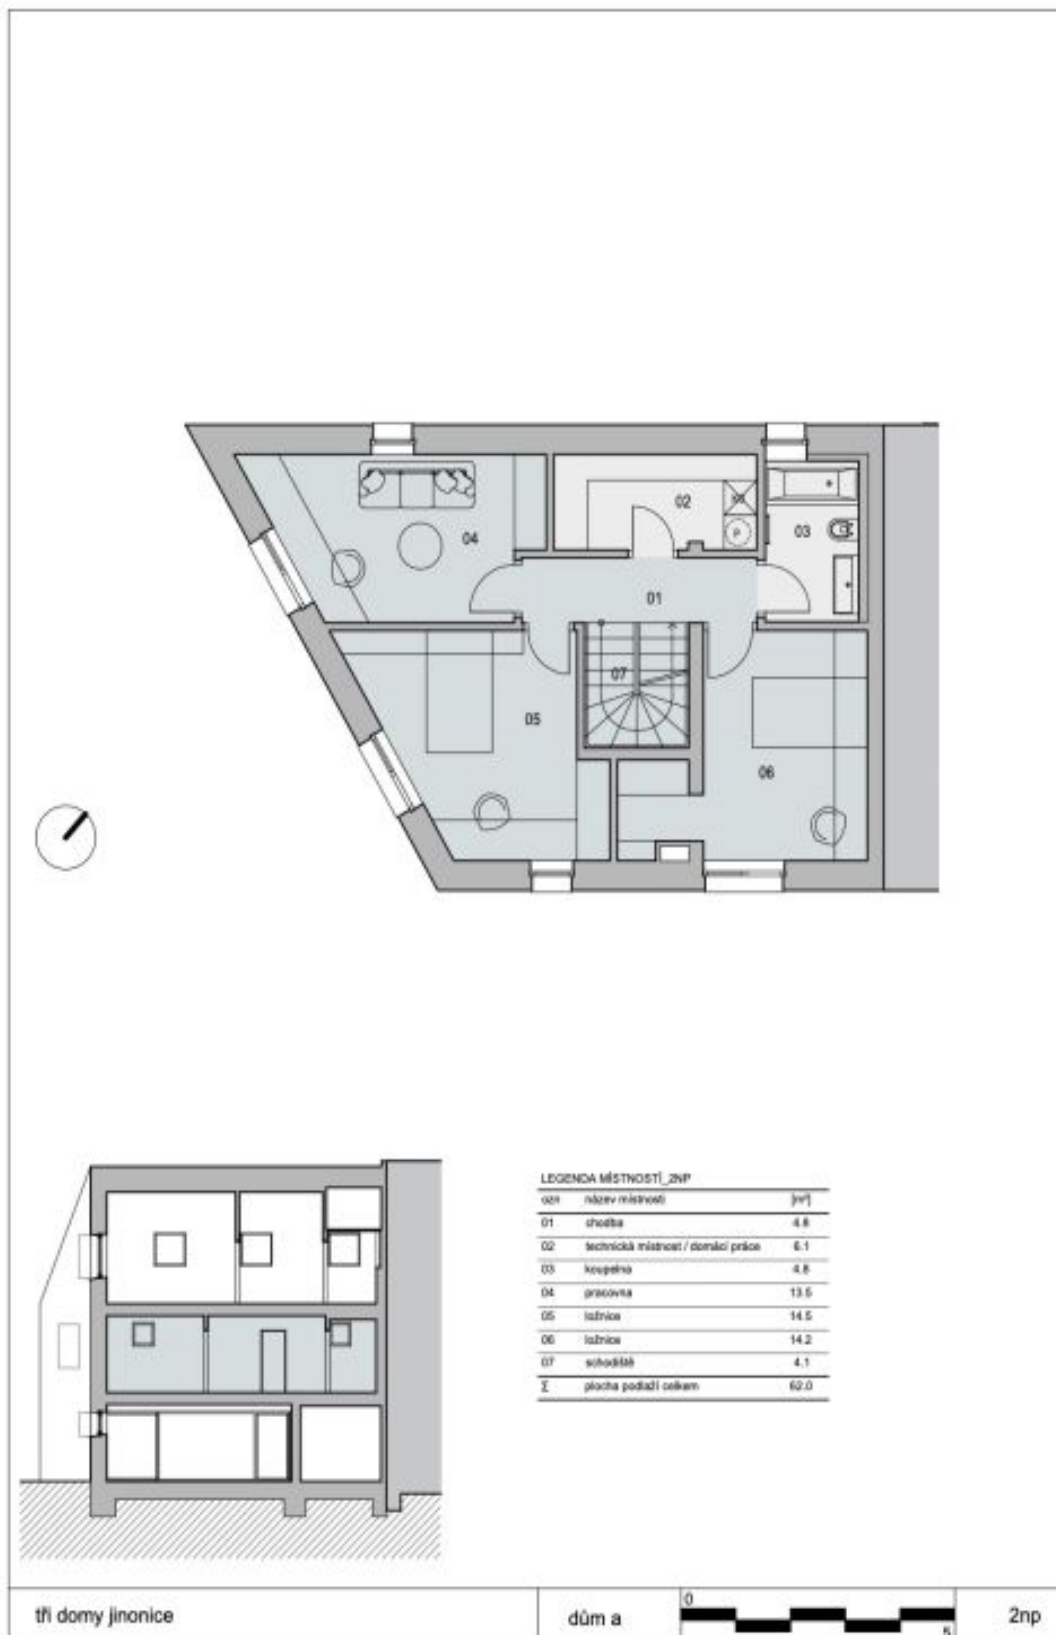 04
02
KO
P
03
01
07
05
06
LEGENDA MÍSTNOSTÍ_2NP
ozn název místnosti [m²]
01 chodba 4.8
02 technická místnost / domácí práce 6.1
03 koupelna 4.8
04 pracovna 13.5
05 ložnice 14.5
06 ložnice 14.2
07 schodiště 4.1
Σ plocha podlaží celkem 62.0
tři domy jinonice
dům a
0
5
2np